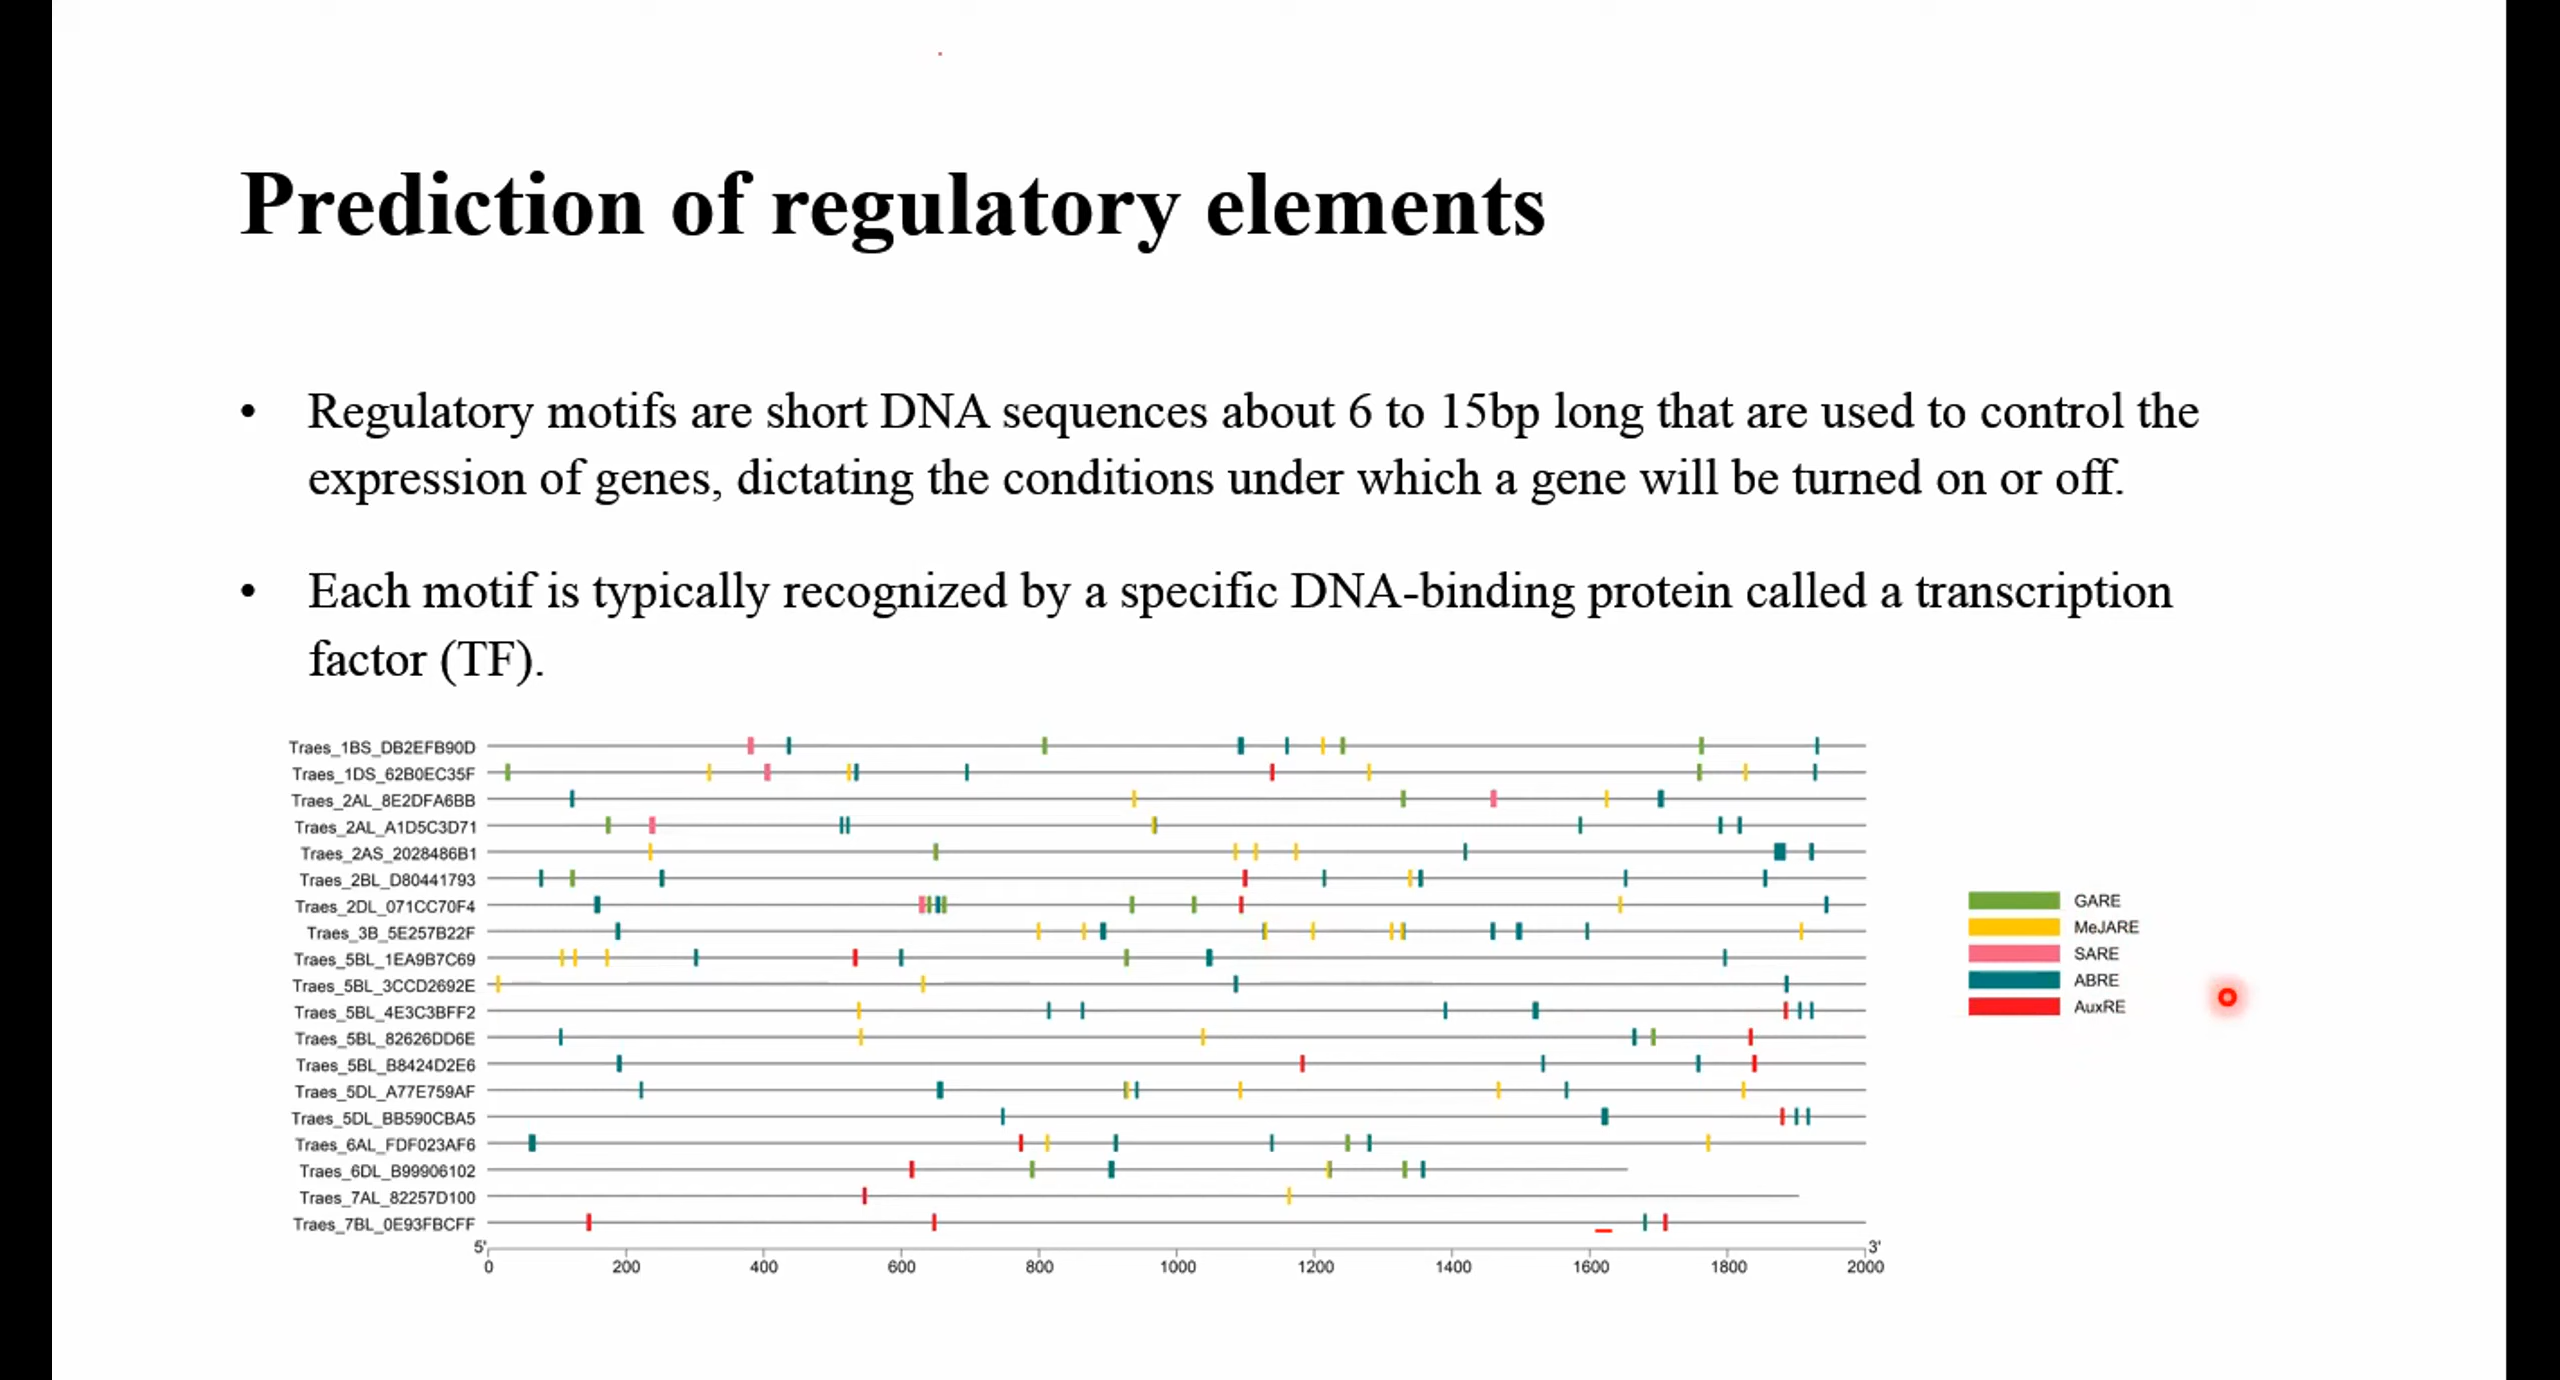 Prediction of regulatory elements
• Regulatory motifs are short DNA sequences about 6 to 15bp long that are used to control the
expression of genes, dictating the conditions under which a gene will be turned on or off.
• Each motif is typically recognized by a specific DNA-binding protein called a transcription
factor (TF).
Traes_1BS_DB2EFB90D
Traes_1DS_62B0EC35F
Traes_2AL_8E2DFA6BB
Traes_2AL_A1D5C3D71
Traes_2AS_2028486B1
Traes_2BL_D80441793
Traes_2DL_071CC70F4
Traes_3B_5E257B22F
Traes_5BL_1EA9B7C69
Traes_5BL_3CCD2692E
Traes_5BL_4E3C3BFF2
Traes_5BL_82626DD6E
Traes_5BL_B8424D2E6
Traes_5DL_A77E759AF
Traes_5DL_BB590CBA5
Traes_6AL_FDF023AF6
Traes_6DL_B99906102
Traes_7AL_82257D100
Traes_7BL_0E93FBCFF
5' 3'
0 200 400 600 800 1000 1200 1400 1600 1800 2000
GARE
MeJARE
SARE
ABRE
AuxRE